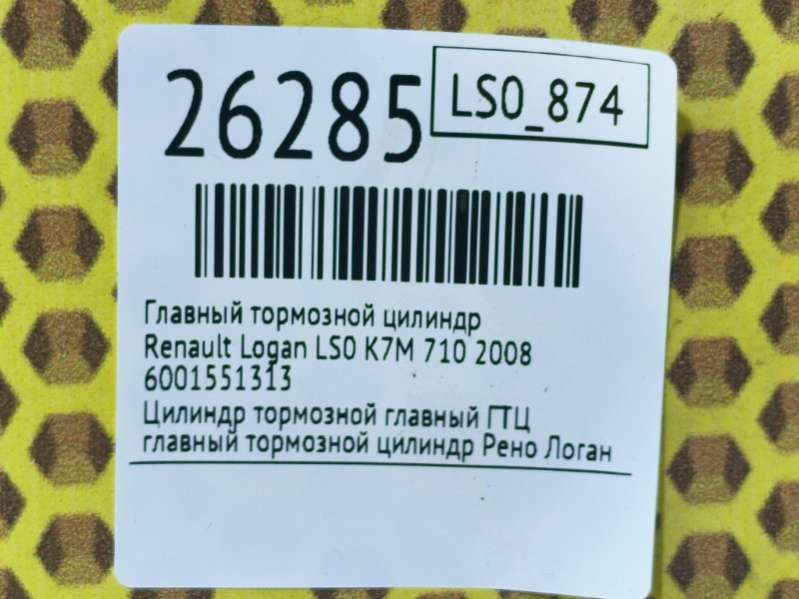 26285
LS0_874
Главный тормозной цилиндр
Renault Logan LS0 K7M 710 2008
6001551313
Цилиндр тормозной главный ГТЦ
главный тормозной цилиндр Рено Логан